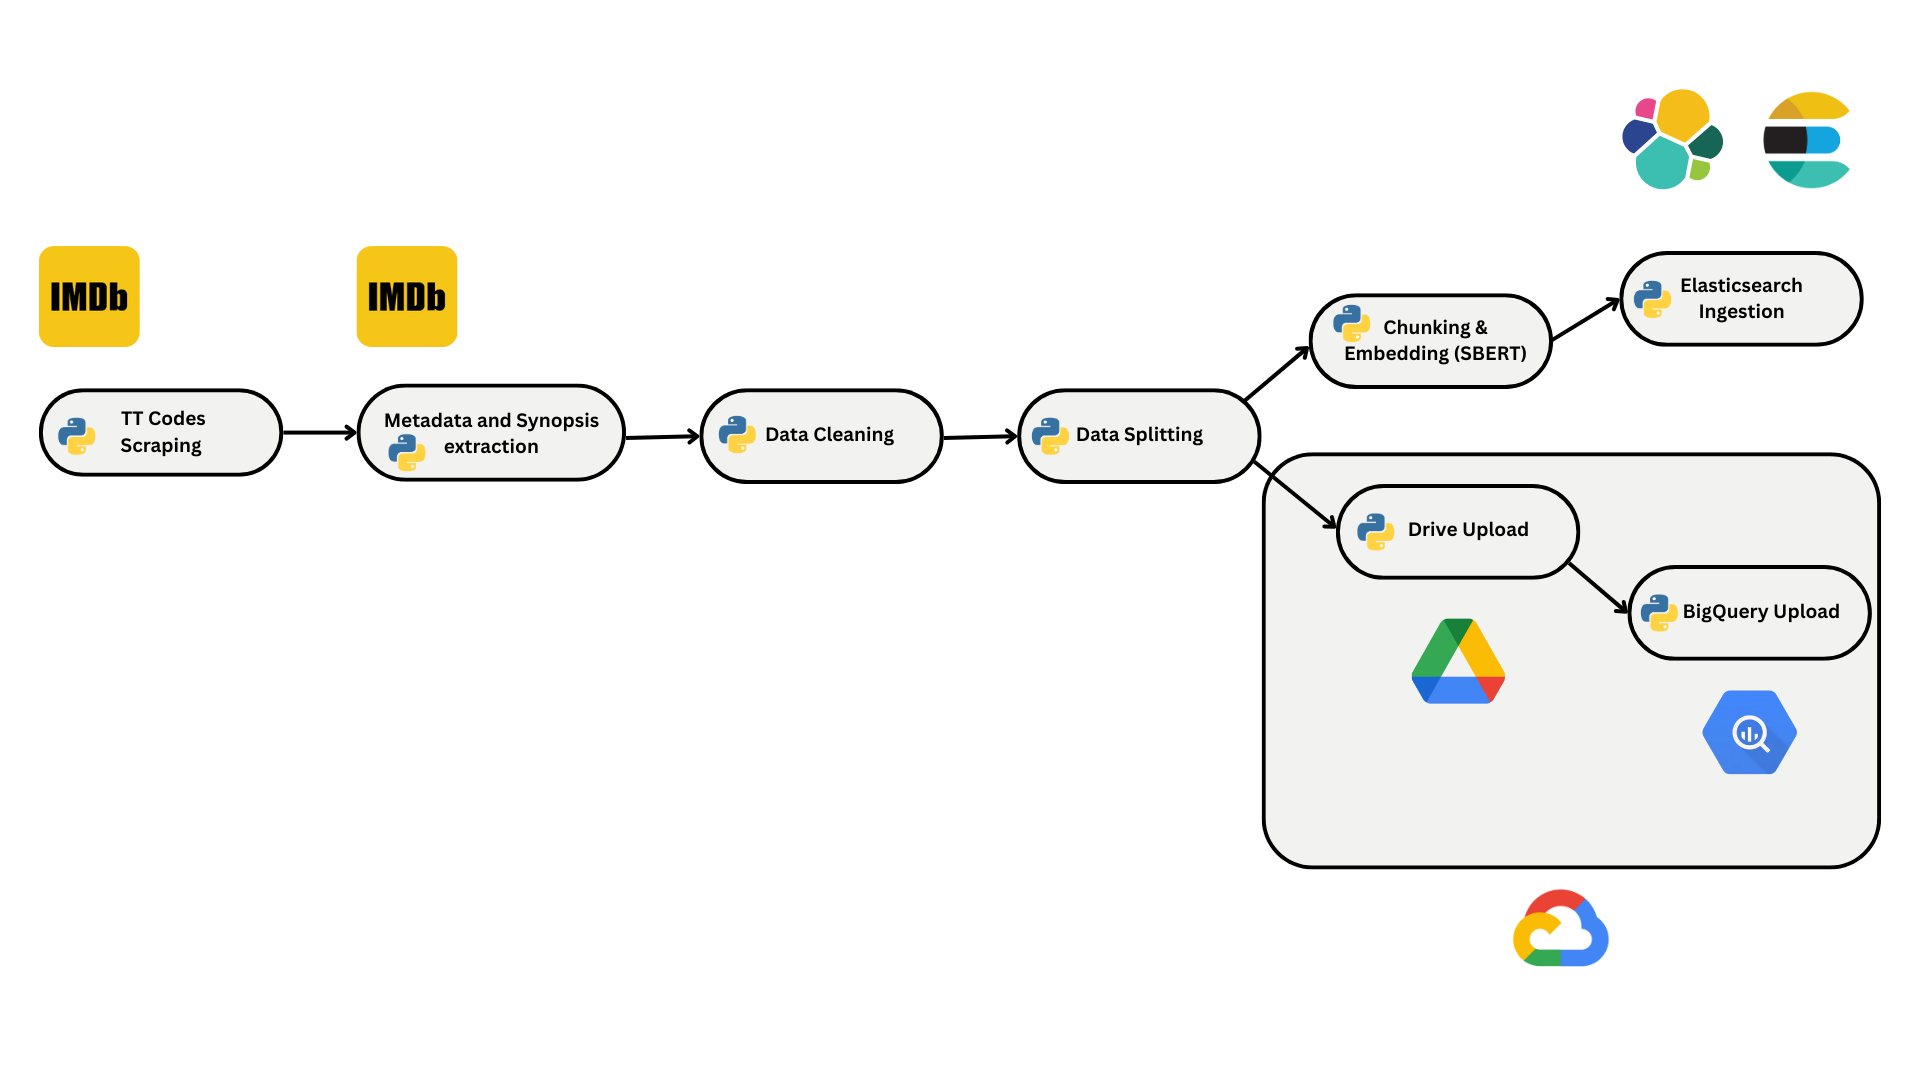 IMDb
IMDb
TT Codes
Scraping
Metadata and Synopsis
extraction
Data Cleaning
Data Splitting
Chunking &
Embedding (SBERT)
Elasticsearch
Ingestion
Drive Upload
BigQuery Upload